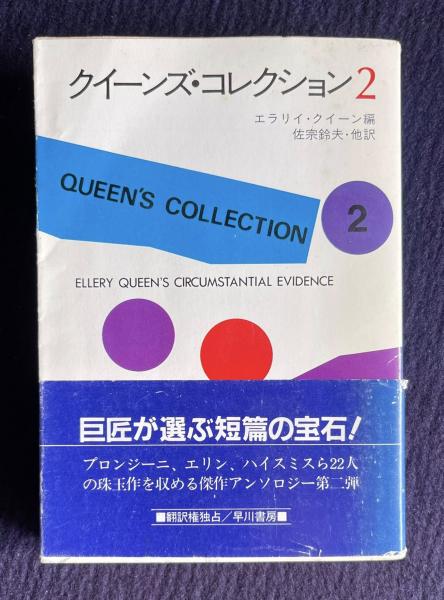 クイーンズ・コレクション2
エラリイ・クイーン編
佐宗鈴夫・他訳
QUEEN'S COLLECTION
2
ELLERY QUEEN'S CIRCUMSTANTIAL EVIDENCE
巨匠が選ぶ短篇の宝石!
プロンジーニ、エリン、ハイスミスら22人
の珠玉作を収める傑作アンソロジー第二弾
■翻訳権独占/早川書房■